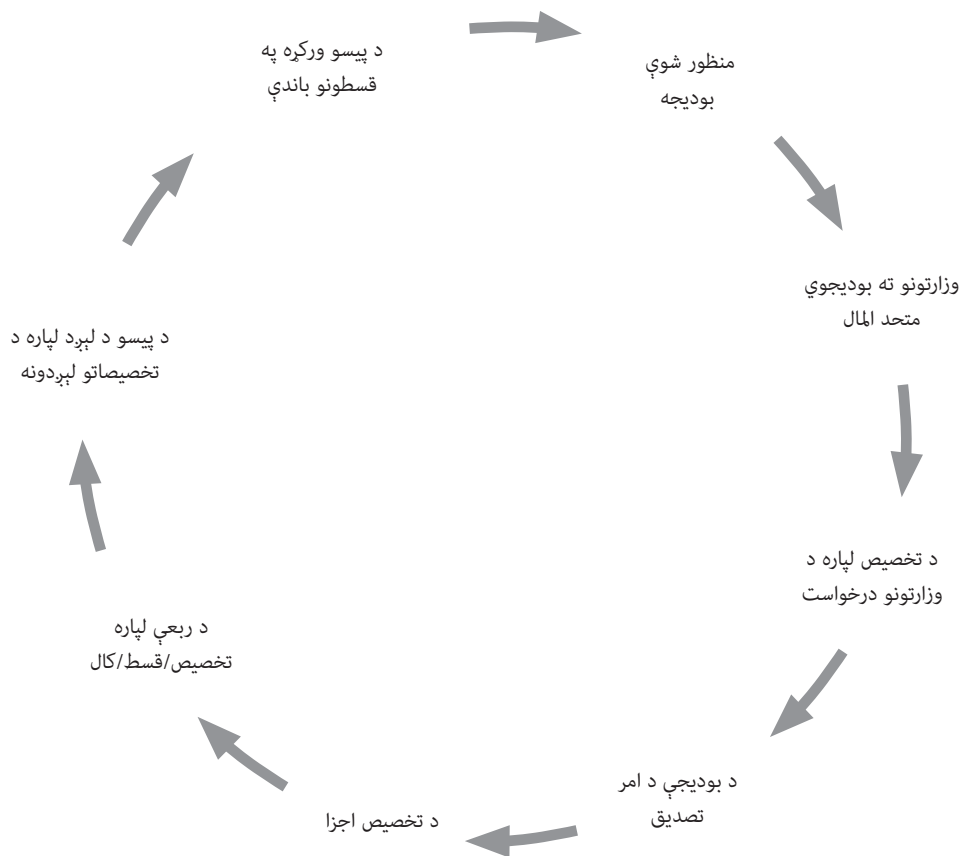 منظور شوې
بودیجه
وزارتونو ته بودیجوي
متحد المال
د تخصیص لپاره د
وزارتونو درخواست
د بودیجې د امر
تصدیق
د تخصیص اجزا
د ربعې لپاره
تخصیص/قسط/کال
د پیسو د لېږد لپاره د
تخصیصاتو لېږدونه
د پیسو ورکړه په
قسطونو باندې